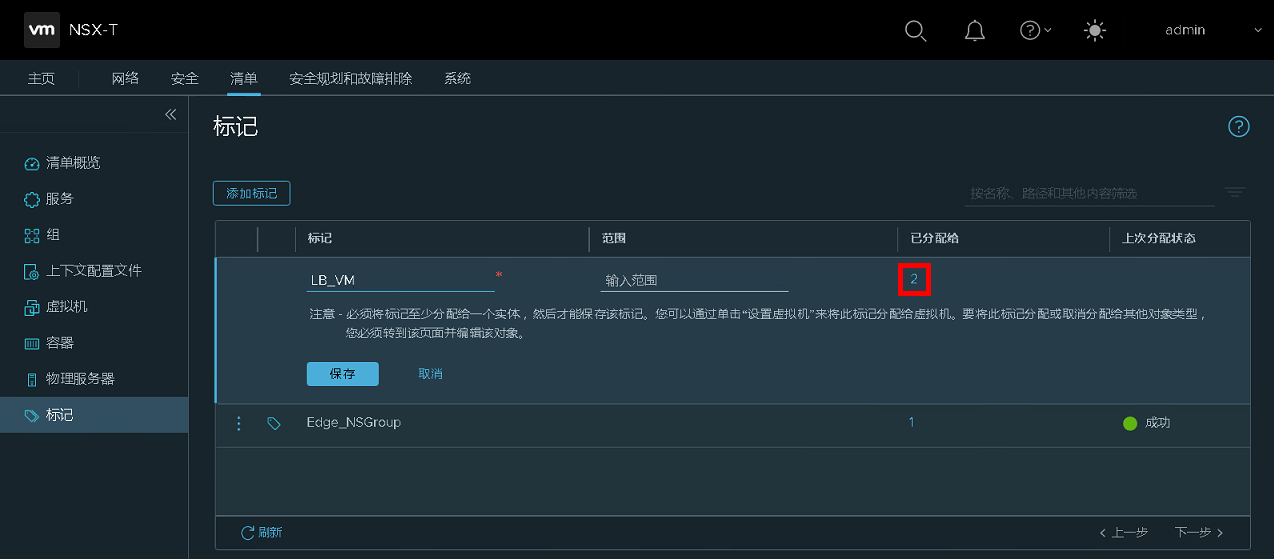 vm NSX-T
admin
主页 网络 安全 清单 安全规划和故障排除 系统
清单概览
服务
组
上下文配置文件
虚拟机
容器
物理服务器
标记
标记
添加标记
按名称、路径和其他内容筛选
标记 范围 已分配给 上次分配状态
LB_VM * 输入范围 2
注意 - 必须将标记至少分配给一个实体，然后才能保存该标记。您可以通过单击“设置虚拟机”来将此标记分配给虚拟机。要将此标记分配或取消分配给其他对象类型，
您必须转到该页面并编辑该对象。
保存 取消
Edge_NSGroup 1 成功
刷新 上一步 下一步